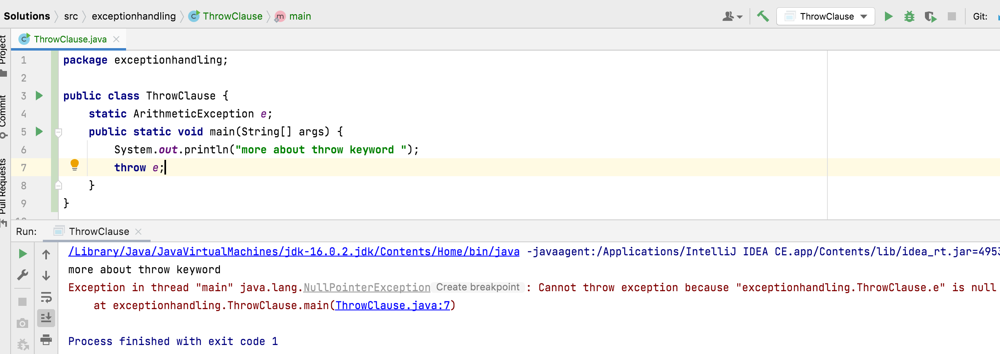 Solutions src exceptionhandling C ThrowClause m main ThrowClause Git:
Project
Commit
Pull Requests
C ThrowClause.java
1 package exceptionhandling;
2
3 public class ThrowClause {
4 static ArithmeticException e;
5 public static void main(String[] args) {
6 System.out.println("more about throw keyword ");
7 throw e;
8 }
9 }
Run: ThrowClause
/Library/Java/JavaVirtualMachines/jdk-16.0.2.jdk/Contents/Home/bin/java -javaagent:/Applications/IntelliJ IDEA CE.app/Contents/lib/idea_rt.jar=4953
more about throw keyword
Exception in thread "main" java.lang.NullPointerException Create breakpoint : Cannot throw exception because "exceptionhandling.ThrowClause.e" is null
at exceptionhandling.ThrowClause.main(ThrowClause.java:7)
Process finished with exit code 1